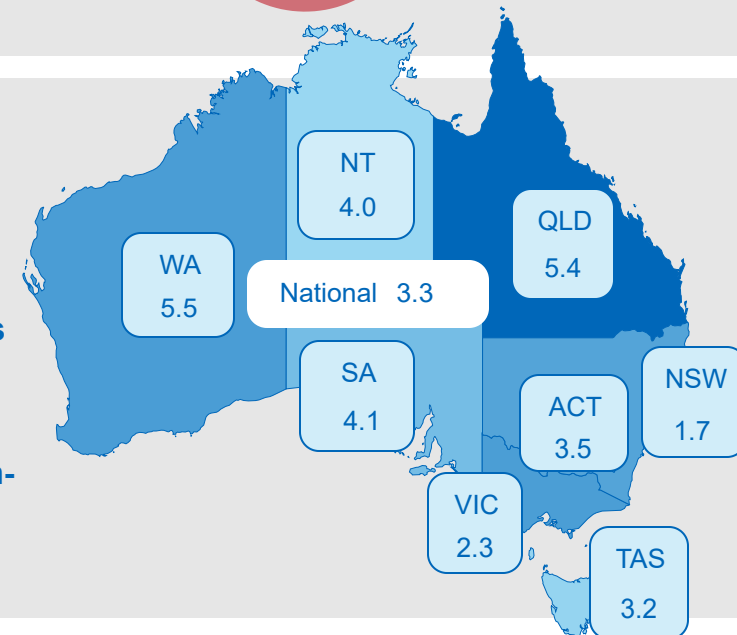 NT
4.0
QLD
5.4
WA
5.5
National 3.3
s
SA
4.1
NSW
1.7
ACT
3.5
n-
VIC
2.3
TAS
3.2